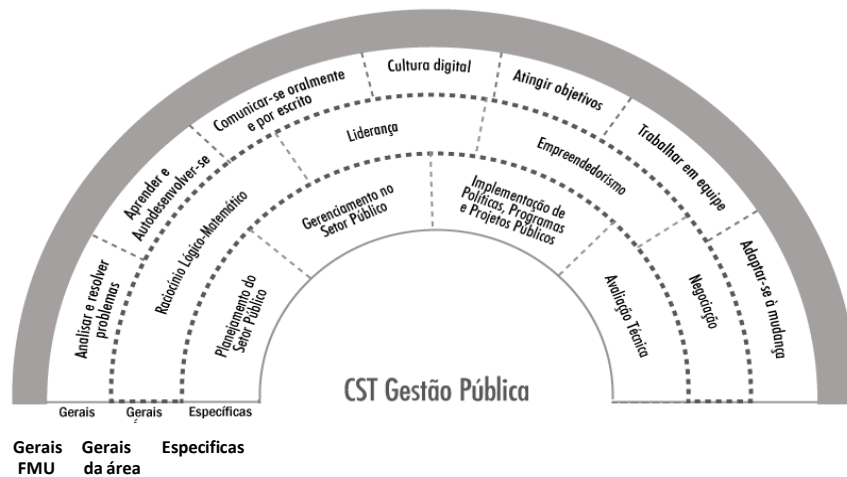 Analisar e resolver
problemas
Aprender e
Autodesenvolver-se
Comunicar-se oralmente
e por escrito
Cultura digital
Atingir objetivos
Trabalhar em equipe
Adaptar-se à mudança
Raciocínio Lógico-Matemático
Liderança
Empreendedorismo
Negociação
Planejamento do
Setor Público
Gerenciamento no
Setor Público
Implementação de
Políticas, Programas
e Projetos Públicos
Avaliação Técnica
CST Gestão Pública
Gerais Gerais Específicas
Gerais Gerais Especificas
FMU da área